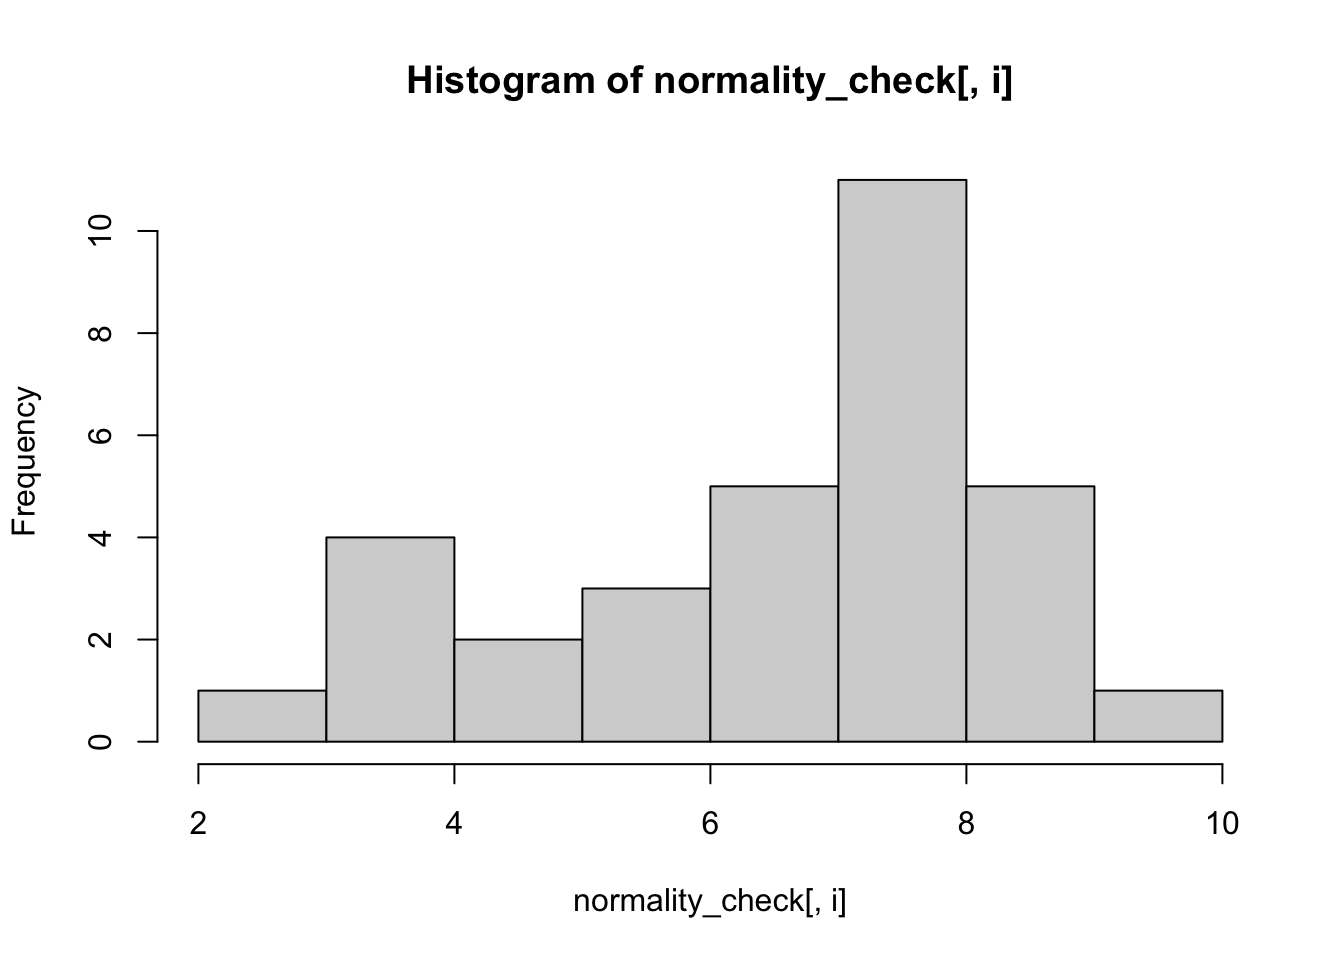 Histogram of normality_check[, i]
Frequency
10
8
6
4
2
0
2 4 6 8 10
normality_check[, i]